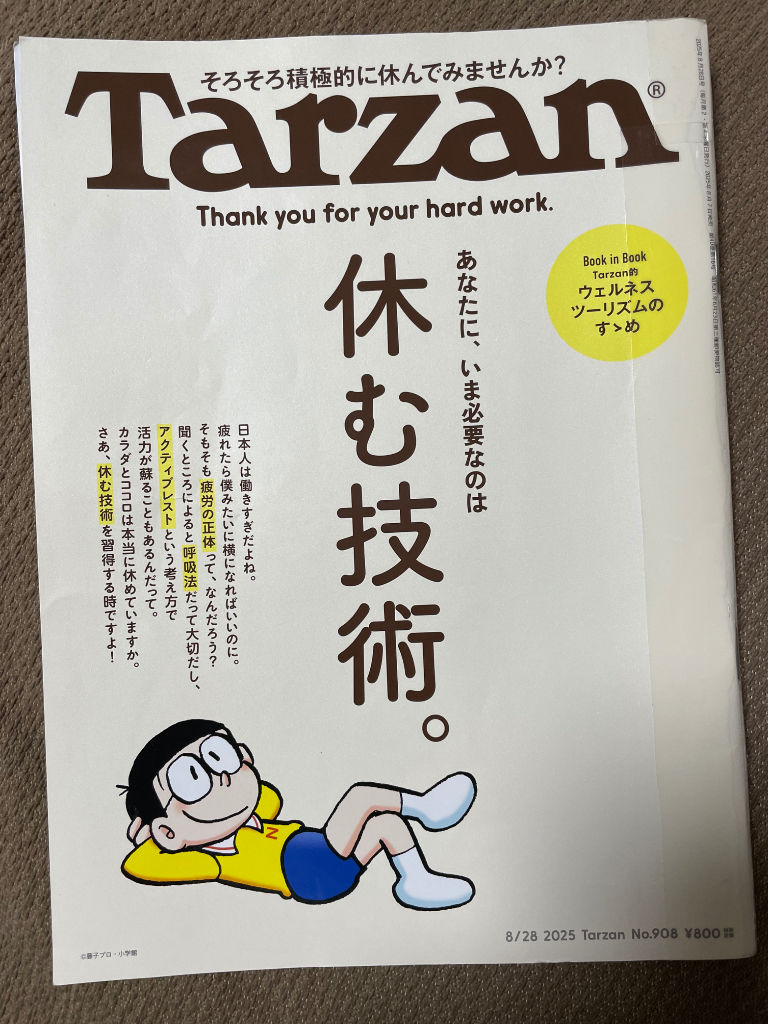 そろそろ積極的に休んでみませんか?
Tarzan®
Thank you for your hard work.
Book in Book
Tarzan的
ウェルネス
ツーリズムの
すゝめ
あなたに、いま必要なのは
休む技術。
日本人は働きすぎだよね。
疲れたら僕みたいに横になればいいのに。
そもそも疲労の正体って、なんだろう?
聞くところによると呼吸法だって大切だし、
アクティブレストという考え方で
活力が蘇ることもあるんだって。
カラダとココロは本当に休めていますか。
さあ、休む技術を習得する時ですよ!
Z
8/28 2025 Tarzan No.908 ¥800
©藤子プロ・小学館